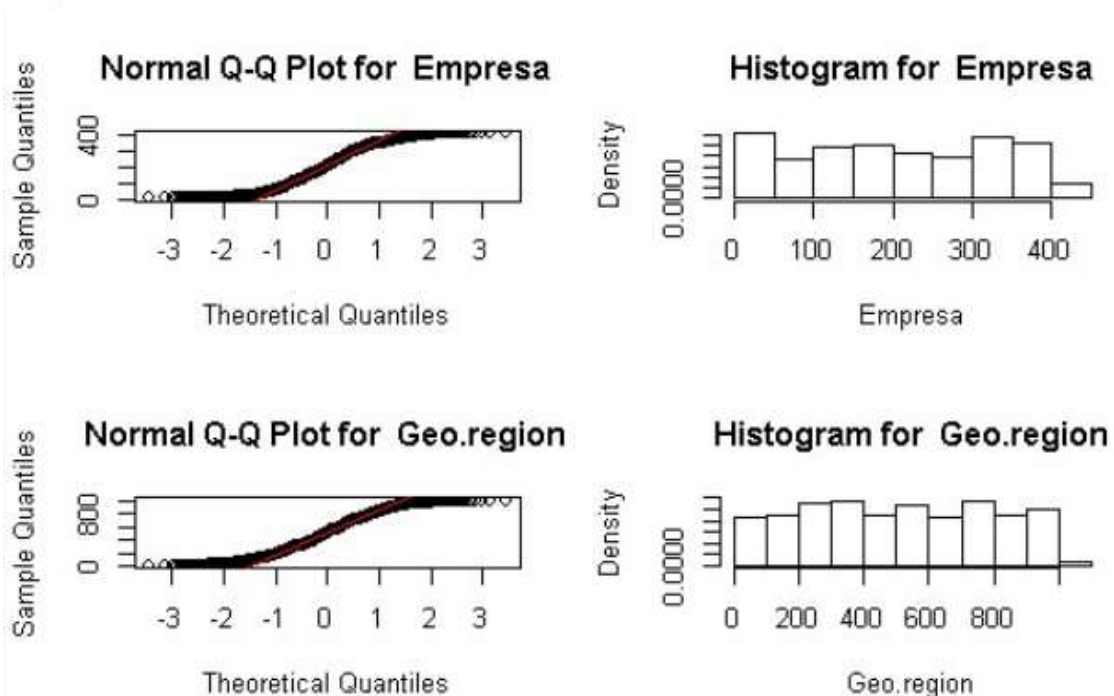 Normal Q-Q Plot for Empresa
Sample Quantiles
0 400
-3 -2 -1 0 1 2 3
Theoretical Quantiles
Histogram for Empresa
Density
0.0000
0 100 200 300 400
Empresa
Normal Q-Q Plot for Geo.region
Sample Quantiles
0 800
-3 -2 -1 0 1 2 3
Theoretical Quantiles
Histogram for Geo.region
Density
0.0000
0 200 400 600 800
Geo.region